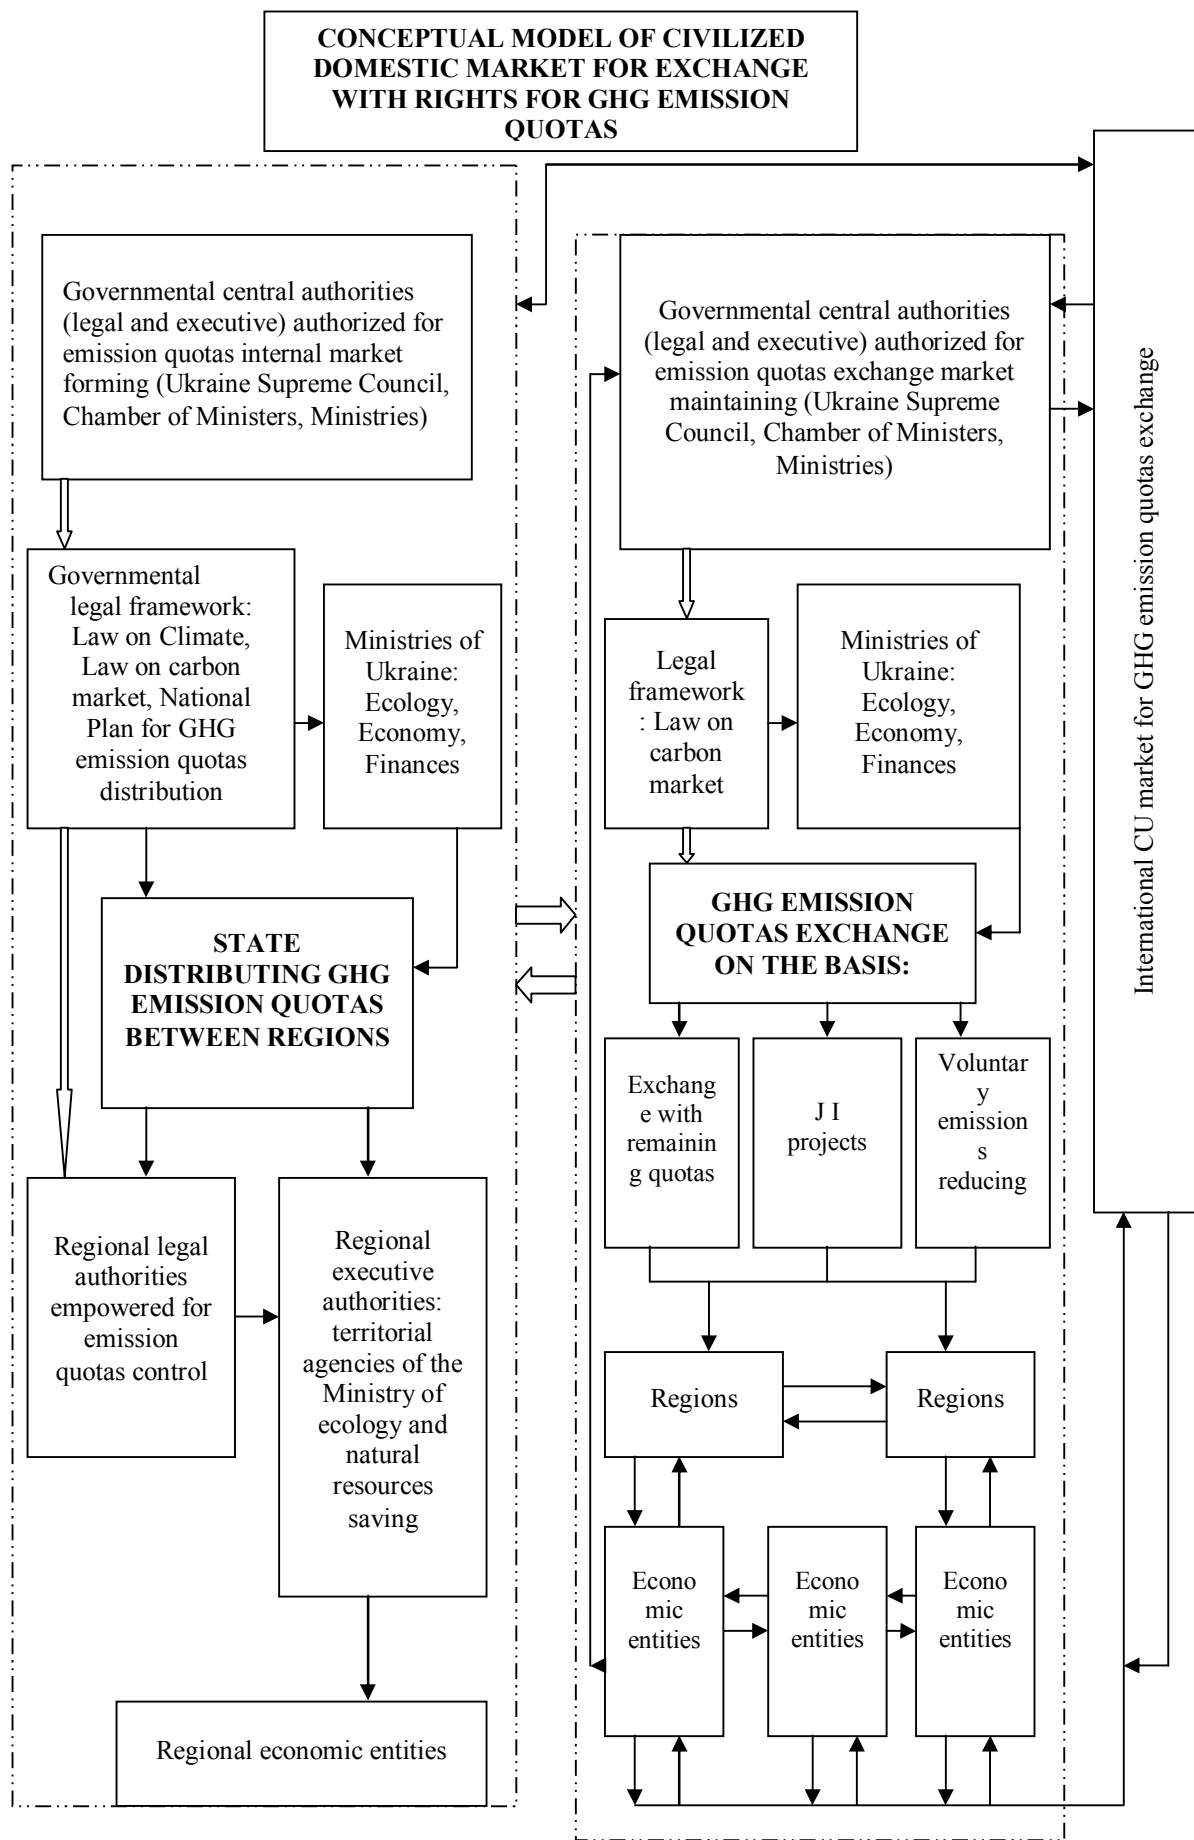 CONCEPTUAL MODEL OF CIVILIZED
DOMESTIC MARKET FOR EXCHANGE
WITH RIGHTS FOR GHG EMISSION
QUOTAS
Governmental central authorities
(legal and executive) authorized for
emission quotas internal market
forming (Ukraine Supreme Council,
Chamber of Ministers, Ministries)
Governmental
legal framework:
Law on Climate,
Law on carbon
market, National
Plan for GHG
emission quotas
distribution
Ministries of
Ukraine:
Ecology,
Economy,
Finances
STATE
DISTRIBUTING GHG
EMISSION QUOTAS
BETWEEN REGIONS
Regional legal
authorities
empowered for
emission
quotas control
Regional
executive
authorities:
territorial
agencies of the
Ministry of
ecology and
natural
resources
saving
Regional economic entities
Governmental central authorities
(legal and executive) authorized for
emission quotas exchange market
maintaining (Ukraine Supreme
Council, Chamber of Ministers,
Ministries)
Legal
framework
: Law on
carbon
market
Ministries of
Ukraine:
Ecology,
Economy,
Finances
GHG EMISSION
QUOTAS EXCHANGE
ON THE BASIS:
Exchang
e with
remainin
g quotas
J I
projects
Voluntar
y
emission
s
reducing
Regions
Regions
Econo
mic
entities
Econo
mic
entities
Econo
mic
entities
International CU market for GHG emission quotas exchange